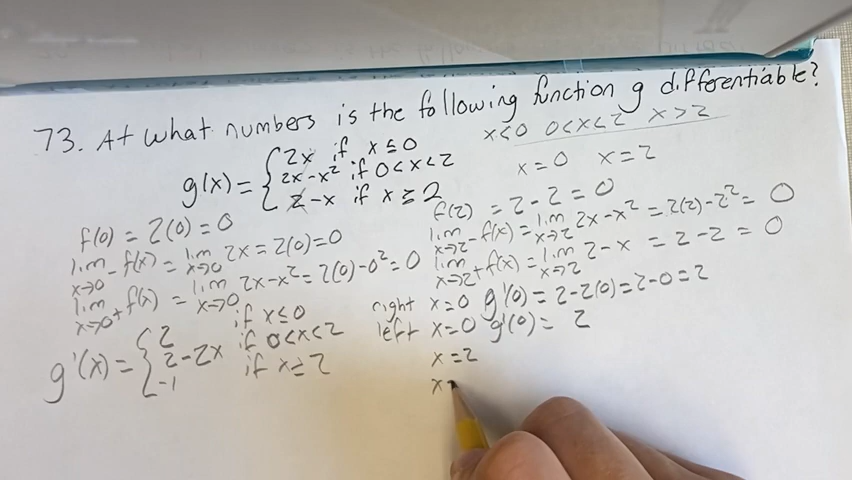 73. At what numbers is the following function g differentiable?
x<0 0<x<2 x>2
g(x) = { 2x if x≤0
2x-x² if 0<x<2
2-x if x≥2
x=0 x=2
f(0) = 2(0) = 0
lim x→0⁻ f(x) = lim x→0 2x = 2(0) = 0
lim x→0⁺ f(x) = lim x→0 2x-x² = 2(0)-0² = 0
f(2) = 2-2 = 0
lim x→2⁻ f(x) = lim x→2 2x-x² = 2(2)-2² = 0
lim x→2⁺ f(x) = lim x→2 2-x = 2-2 = 0
g'(x) = { 2 if x≤0
2-2x if 0<x<2
-1 if x≥2
right x=0 g'(0) = 2-2(0) = 2-0 = 2
left x=0 g'(0) = 2
x=2
x=